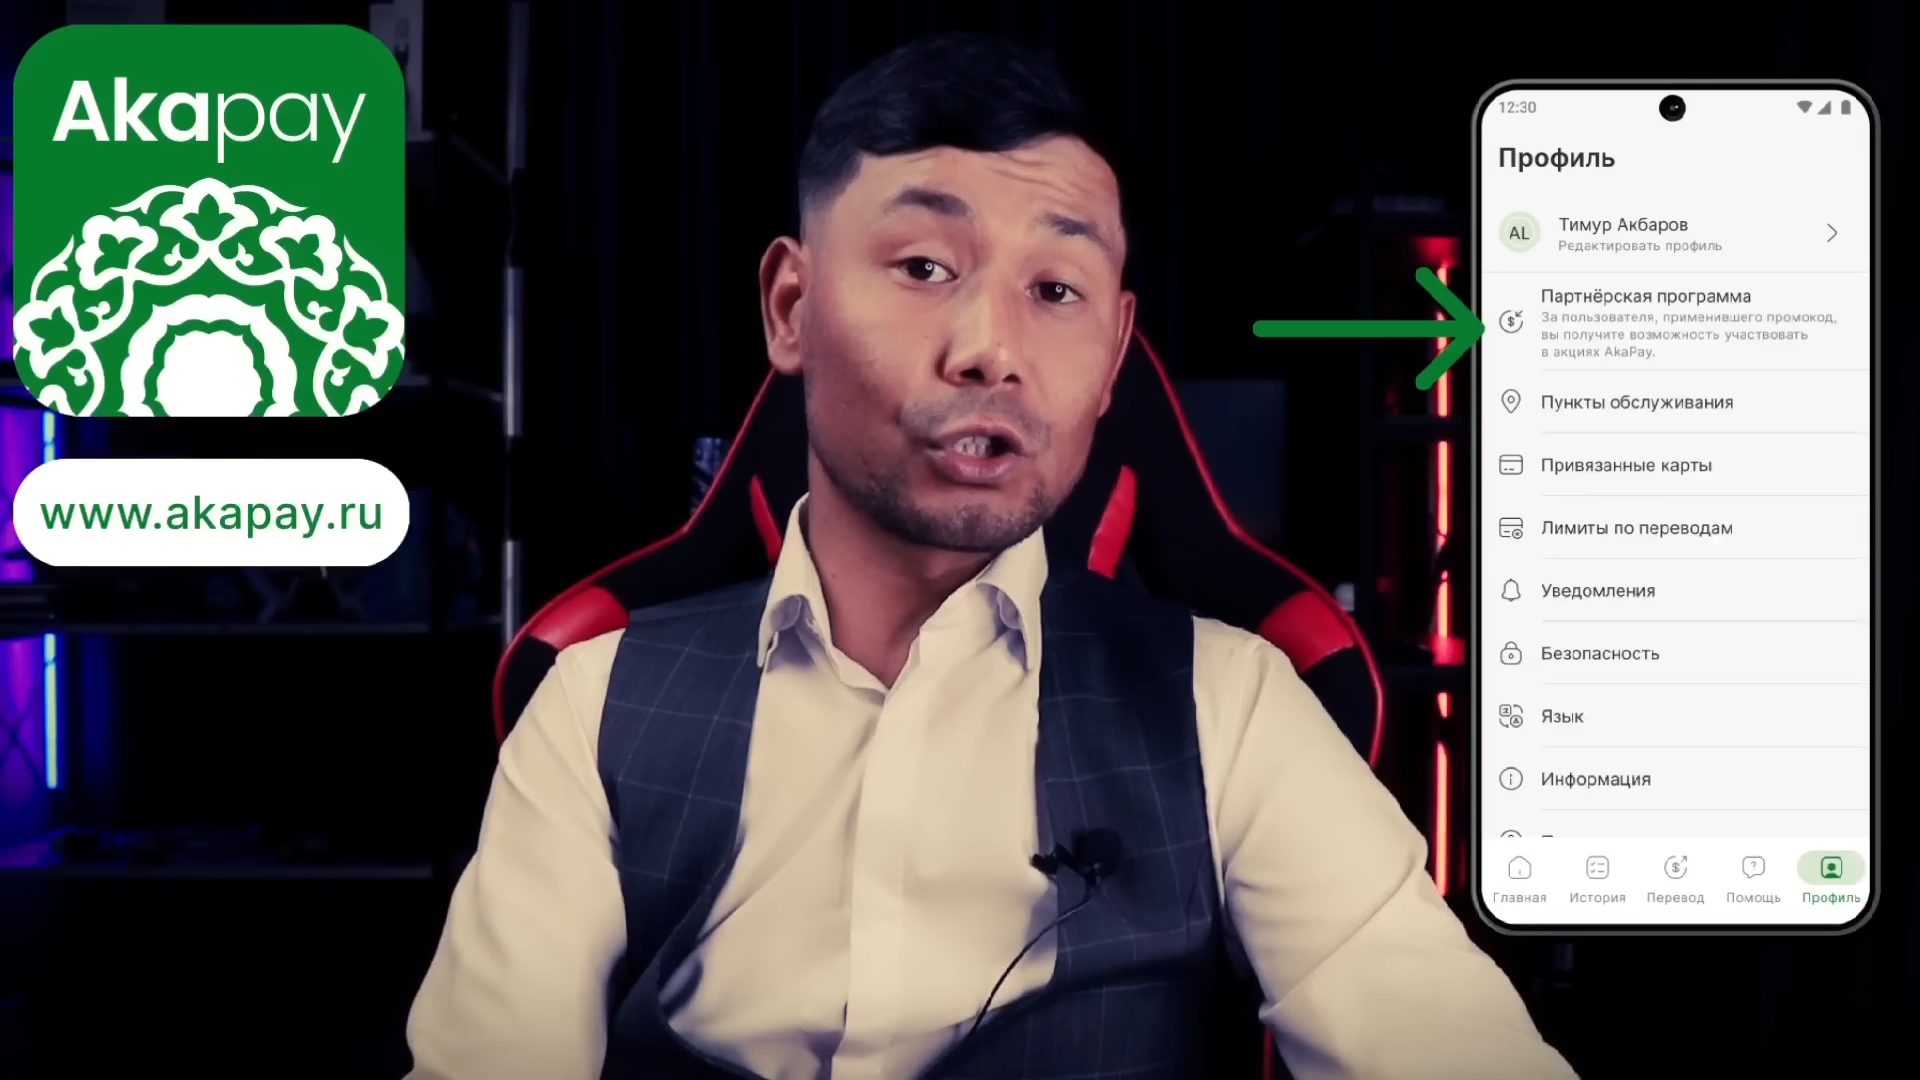 Akapay
www.akapay.ru
12:30
Профиль
AL
Тимур Акбаров
Редактировать профиль
Партнёрская программа
За пользователя, применившего промокод,
вы получите возможность участвовать
в акциях AkaPay.
Пункты обслуживания
Привязанные карты
Лимиты по переводам
Уведомления
Безопасность
Язык
Информация
Главная
История
Перевод
Помощь
Профиль